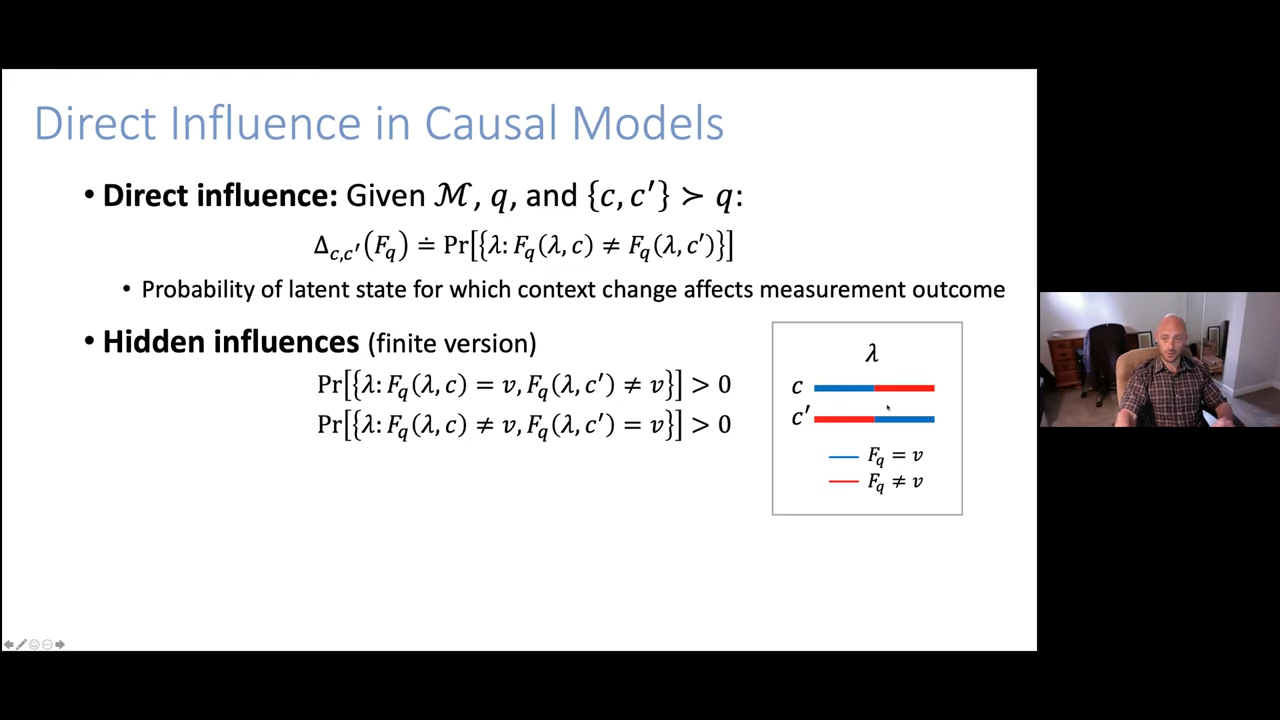 Direct Influence in Causal Models
• Direct influence: Given ℳ, q, and {c, c′} ≻ q:
Δ_{c,c′}(F_q) ≐ Pr[{λ: F_q(λ, c) ≠ F_q(λ, c′)}]
• Probability of latent state for which context change affects measurement outcome
• Hidden influences (finite version)
Pr[{λ: F_q(λ, c) = v, F_q(λ, c′) ≠ v}] > 0
Pr[{λ: F_q(λ, c) ≠ v, F_q(λ, c′) = v}] > 0
λ
c
c′
F_q = v
F_q ≠ v